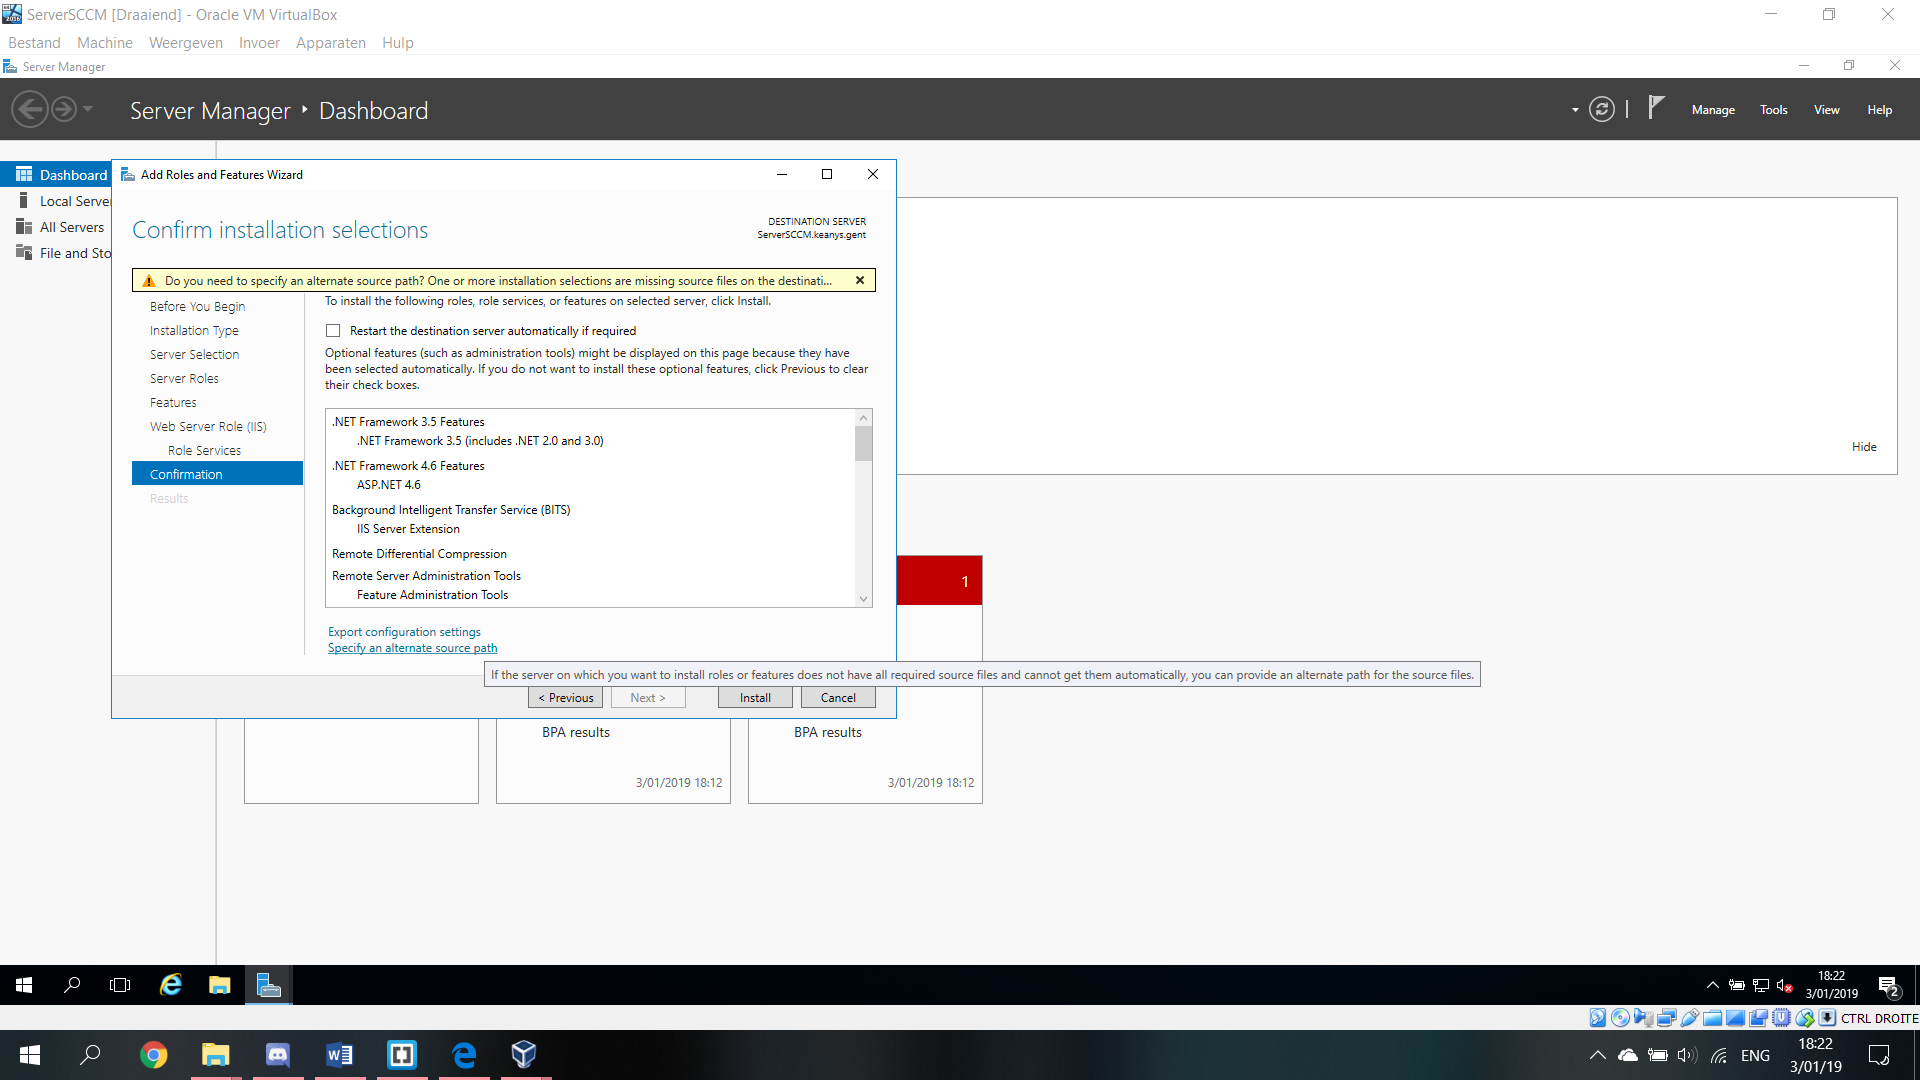 ServerSCCM [Draaiend] - Oracle VM VirtualBox
Bestand Machine Weergeven Invoer Apparaten Hulp
Server Manager
Server Manager Dashboard
Manage Tools View Help
Dashboard
Local Server
All Servers
File and Sto
Add Roles and Features Wizard
Confirm installation selections
DESTINATION SERVER
ServerSCCM.keanys.gent
Do you need to specify an alternate source path? One or more installation selections are missing source files on the destinati...
Before You Begin
Installation Type
Server Selection
Server Roles
Features
Web Server Role (IIS)
Role Services
Confirmation
Results
To install the following roles, role services, or features on selected server, click Install.
Restart the destination server automatically if required
Optional features (such as administration tools) might be displayed on this page because they have
been selected automatically. If you do not want to install these optional features, click Previous to clear
their check boxes.
.NET Framework 3.5 Features
.NET Framework 3.5 (includes .NET 2.0 and 3.0)
.NET Framework 4.6 Features
ASP.NET 4.6
Background Intelligent Transfer Service (BITS)
IIS Server Extension
Remote Differential Compression
Remote Server Administration Tools
Feature Administration Tools
Export configuration settings
Specify an alternate source path
If the server on which you want to install roles or features does not have all required source files and cannot get them automatically, you can provide an alternate path for the source files.
< Previous
Next >
Install
Cancel
Hide
1
BPA results
3/01/2019 18:12
BPA results
3/01/2019 18:12
18:22
3/01/2019
2
CTRL DROITE
ENG
18:22
3/01/19